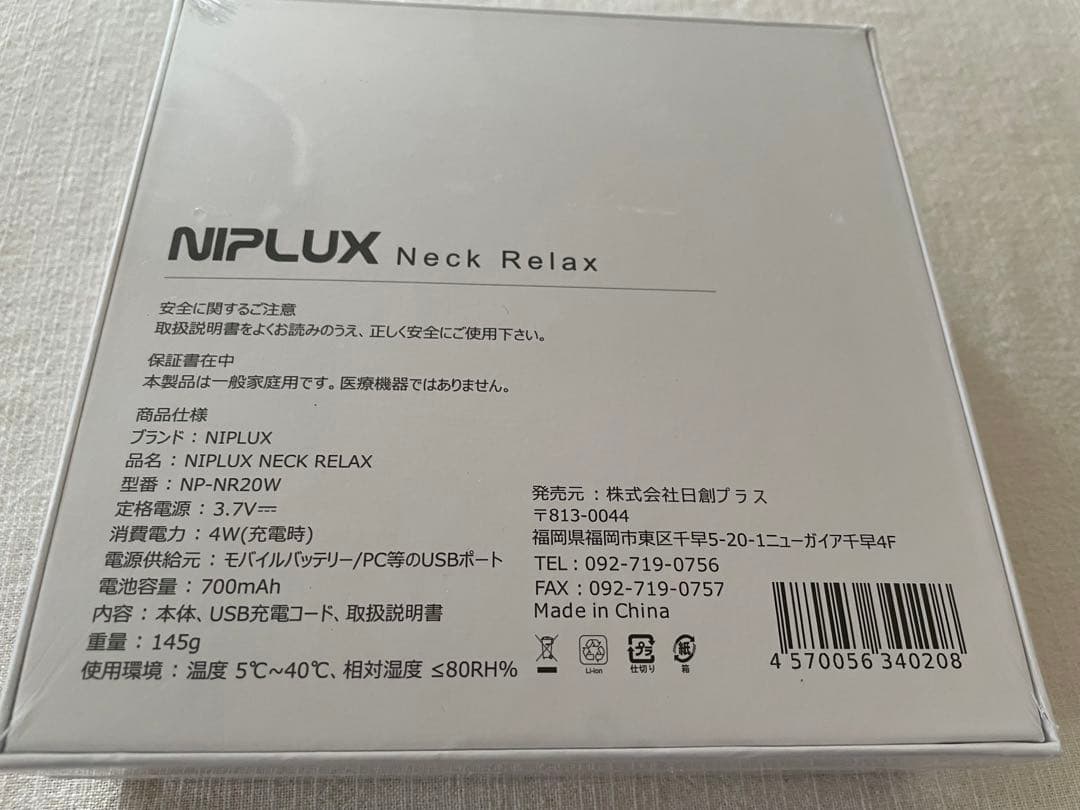 NIPLUX Neck Relax
安全に関するご注意
取扱説明書をよくお読みのうえ、正しく安全にご使用下さい。
保証書在中
本製品は一般家庭用です。医療機器ではありません。
商品仕様
ブランド：NIPLUX
品名：NIPLUX NECK RELAX
型番：NP-NR20W
定格電源：3.7V⎓
消費電力：4W(充電時)
電源供給元：モバイルバッテリー/PC等のUSBポート
電池容量：700mAh
内容：本体、USB充電コード、取扱説明書
重量：145g
使用環境：温度 5℃~40℃、相対湿度 ≤80RH%
発売元：株式会社日創プラス
〒813-0044
福岡県福岡市東区千早5-20-1ニューガイア千早4F
TEL：092-719-0756
FAX：092-719-0757
Made in China
Li-ion
プラ
仕切り
紙
箱
4 570056 340208